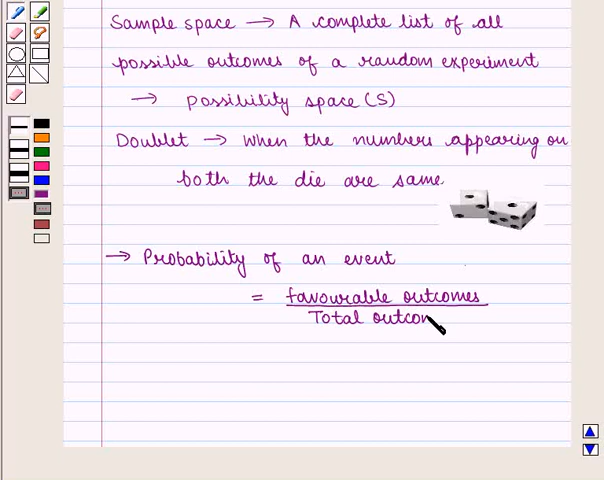 Sample space → A complete list of all
possible outcomes of a random experiment
→ Possibility space (S)
Doublet → When the numbers appearing on
both the die are same.
→ Probability of an event
= favourable outcomes
Total outcom